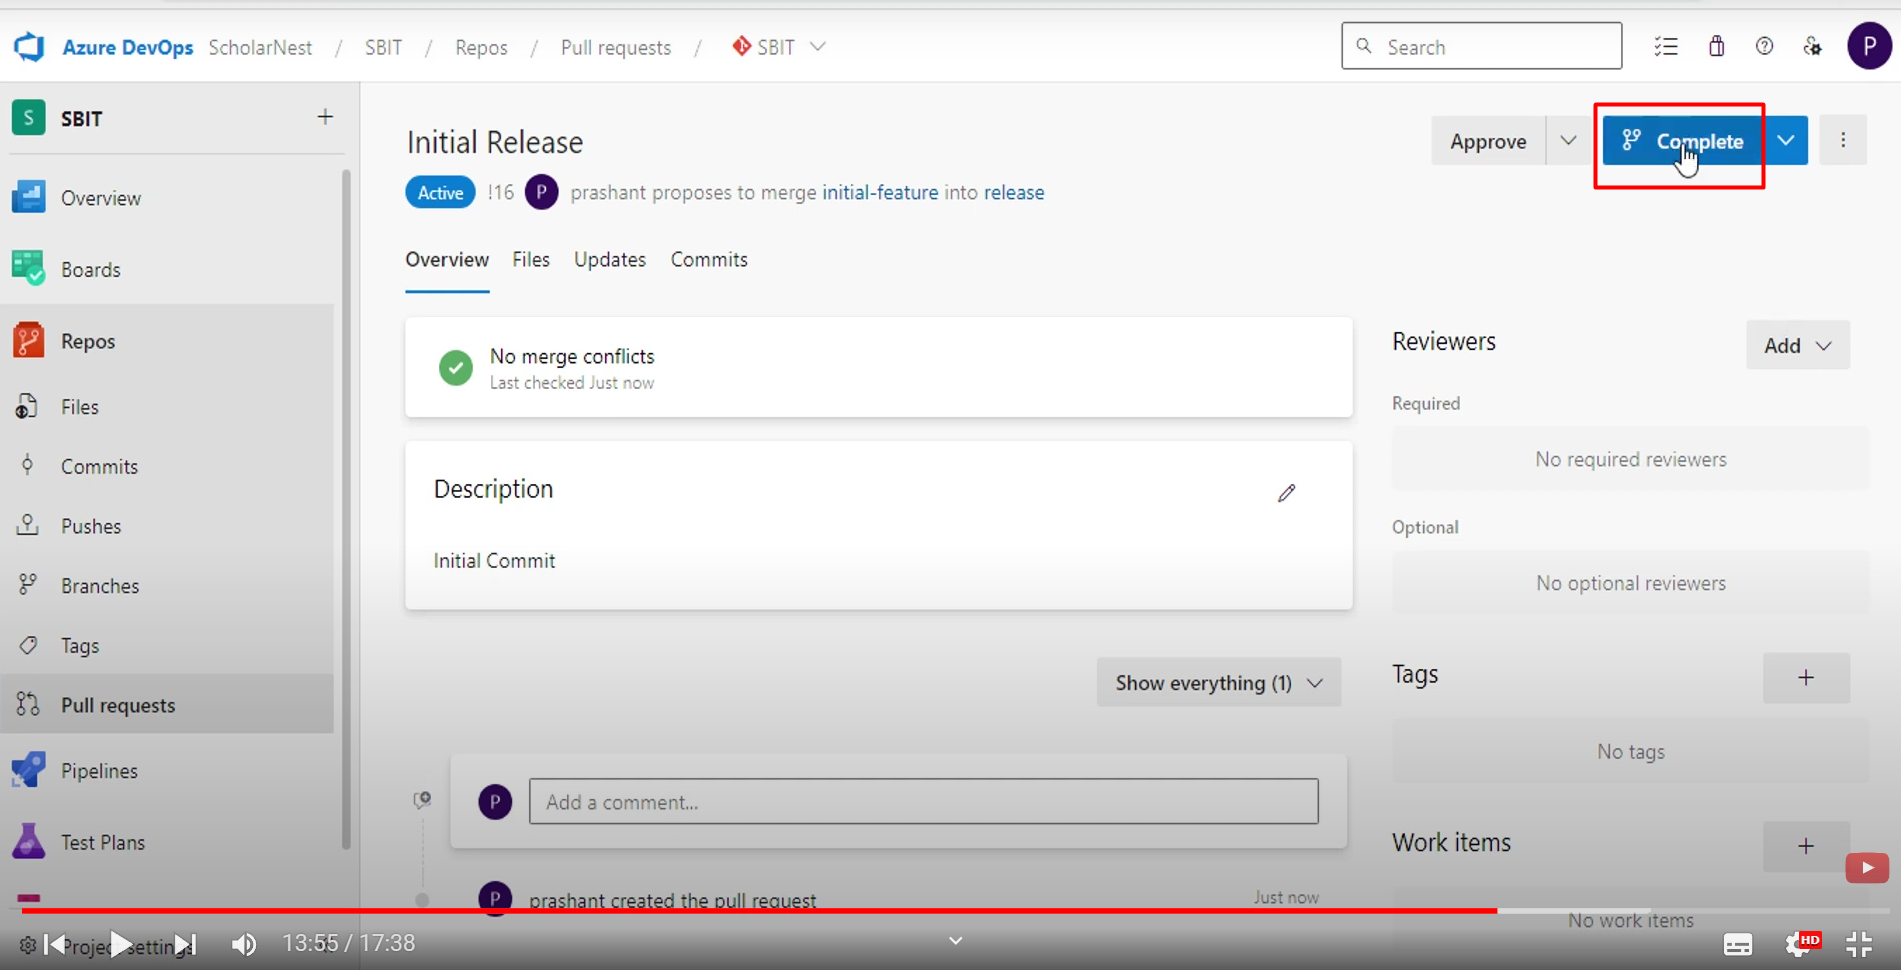 Azure DevOps ScholarNest / SBIT / Repos / Pull requests / SBIT
Search
P
S SBIT +
Overview
Boards
Repos
Files
Commits
Pushes
Branches
Tags
Pull requests
Pipelines
Test Plans
Project settings
Initial Release
Approve
Complete
Active !16 P prashant proposes to merge initial-feature into release
Overview Files Updates Commits
No merge conflicts
Last checked Just now
Description
Initial Commit
Show everything (1)
P Add a comment...
P prashant created the pull request Just now
Reviewers
Add
Required
No required reviewers
Optional
No optional reviewers
Tags
+
No tags
Work items
+
No work items
13:55 / 17:38
HD